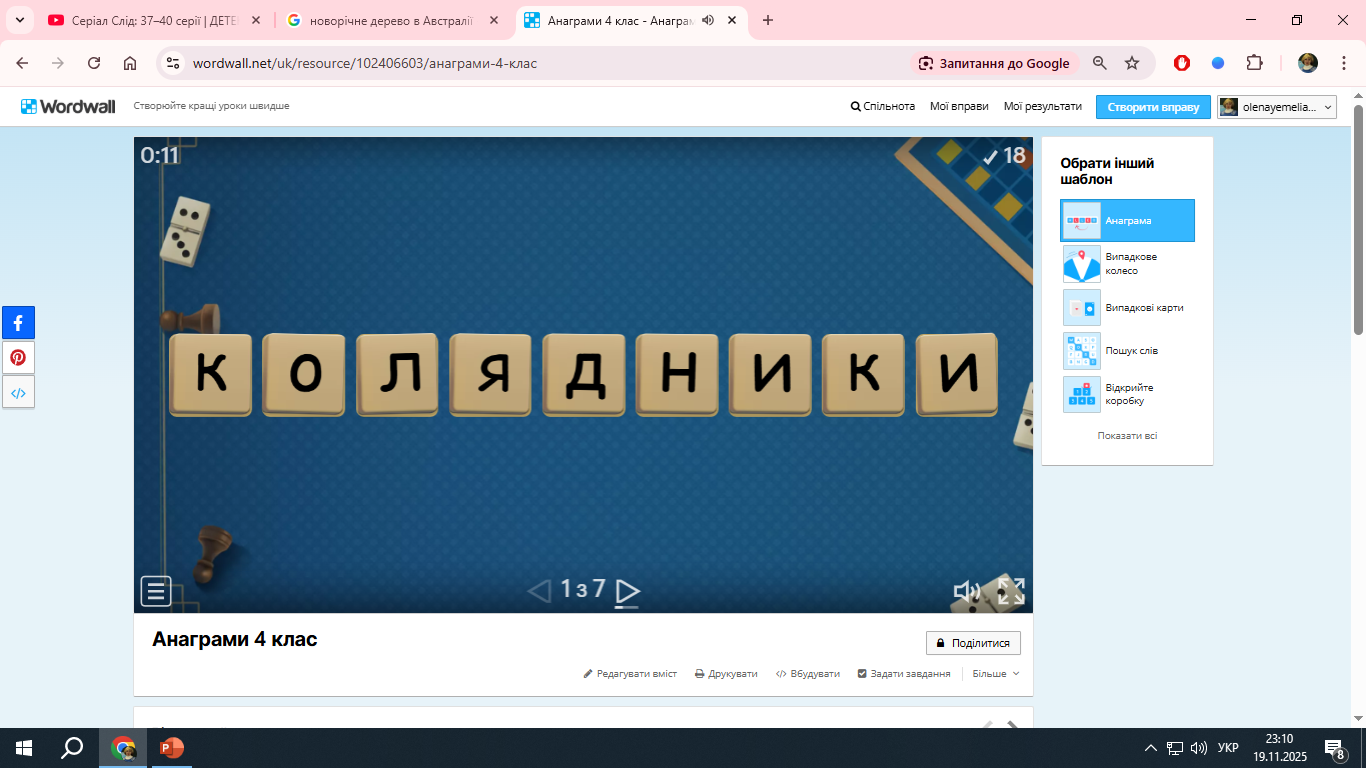 Серіал Слід: 37–40 серії | ДЕТЕ
новорічне дерево в Австралії
Анаграми 4 клас - Анаграм
wordwall.net/uk/resource/102406603/анаграми-4-клас
Запитання до Google
Wordwall
Створюйте кращі уроки швидше
Спільнота
Мої вправи
Мої результати
Створити вправу
olenayemelia...
0:11
18
К О Л Я Д Н И К И
1 з 7
Обрати інший
шаблон
Анаграма
Випадкове
колесо
Випадкові карти
Пошук слів
Відкрийте
коробку
Показати всі
Анаграми 4 клас
Поділитися
Редагувати вміст
Друкувати
Вбудувати
Задати завдання
Більше
УКР
23:10
19.11.2025
8